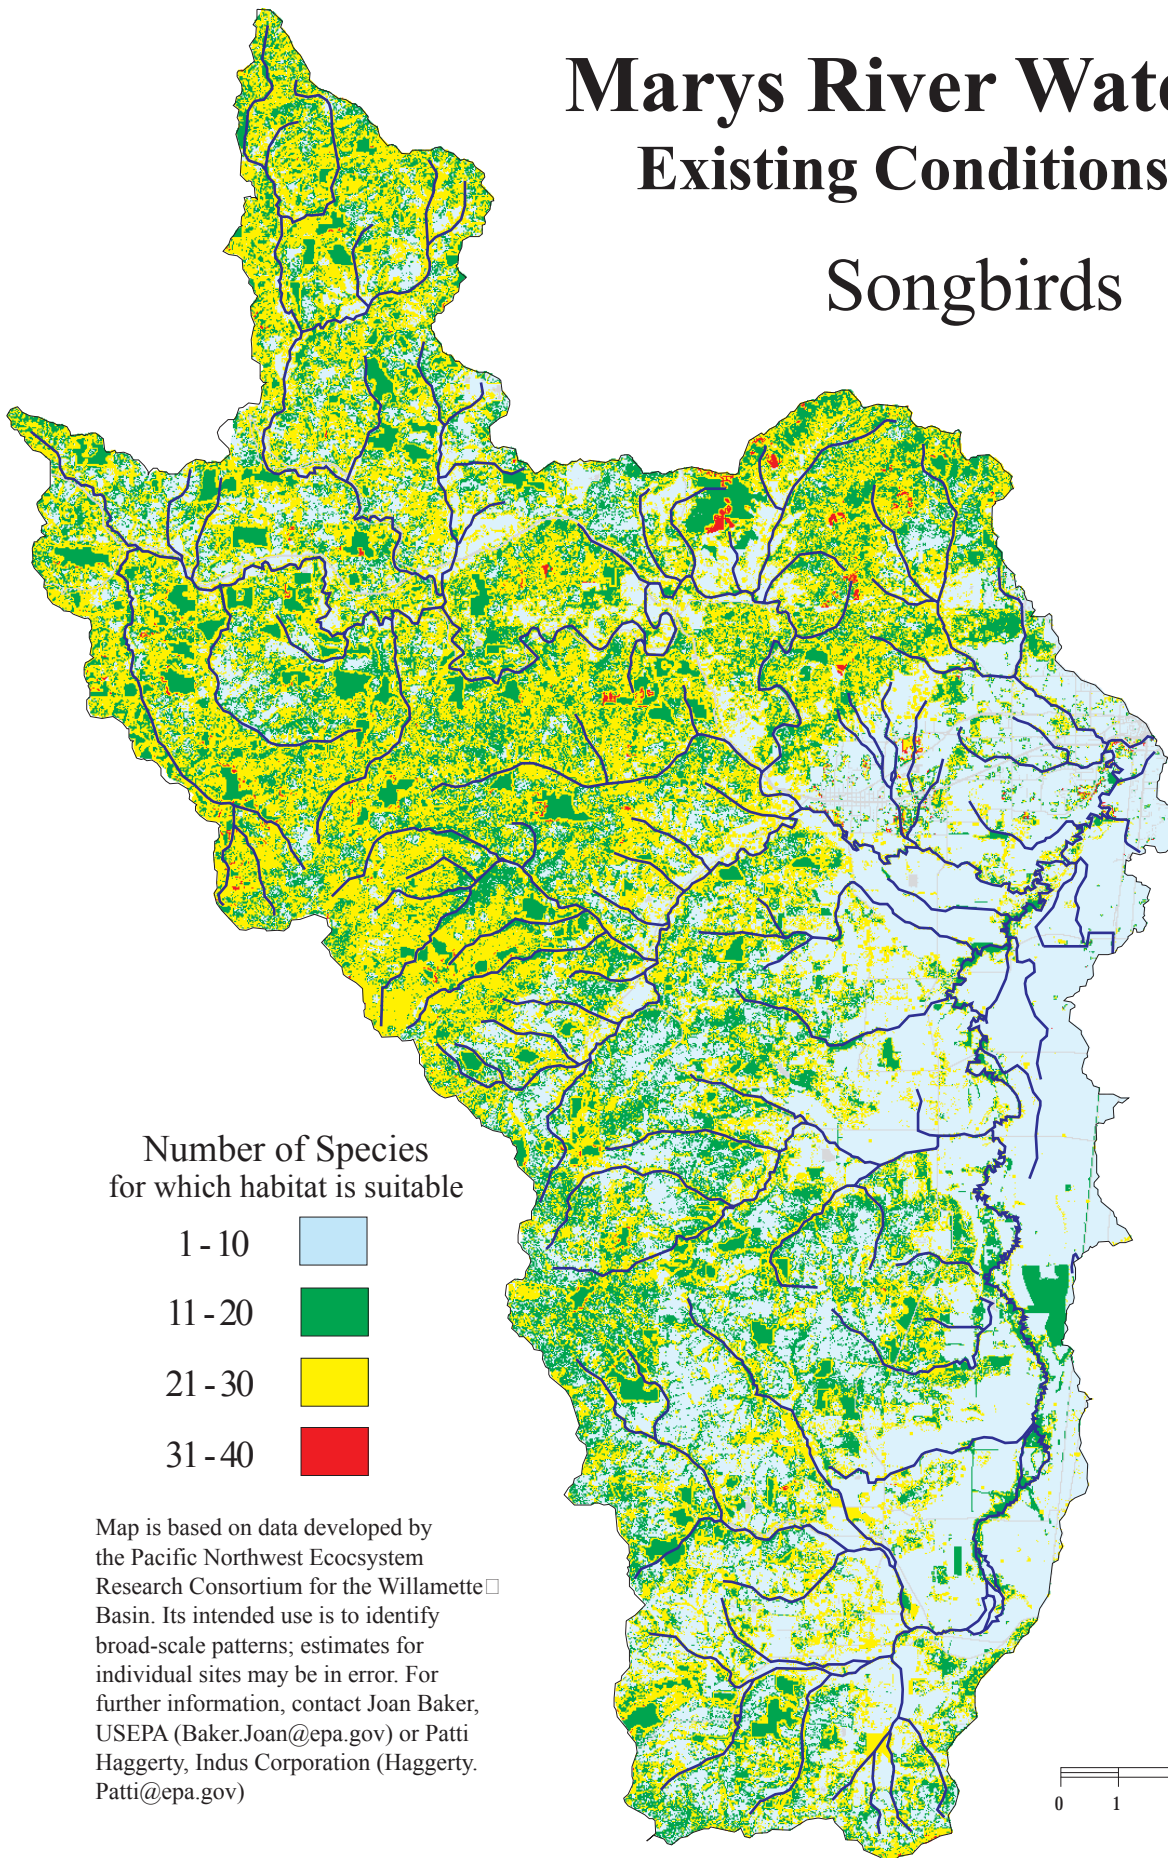 Marys River Wate
Existing Conditions
Songbirds
Number of Species
for which habitat is suitable
1 - 10
11 - 20
21 - 30
31 - 40
Map is based on data developed by
the Pacific Northwest Ecocsystem
Research Consortium for the Willamette□
Basin. Its intended use is to identify
broad-scale patterns; estimates for
individual sites may be in error. For
further information, contact Joan Baker,
USEPA (Baker.Joan@epa.gov) or Patti
Haggerty, Indus Corporation (Haggerty.
Patti@epa.gov)
0 1